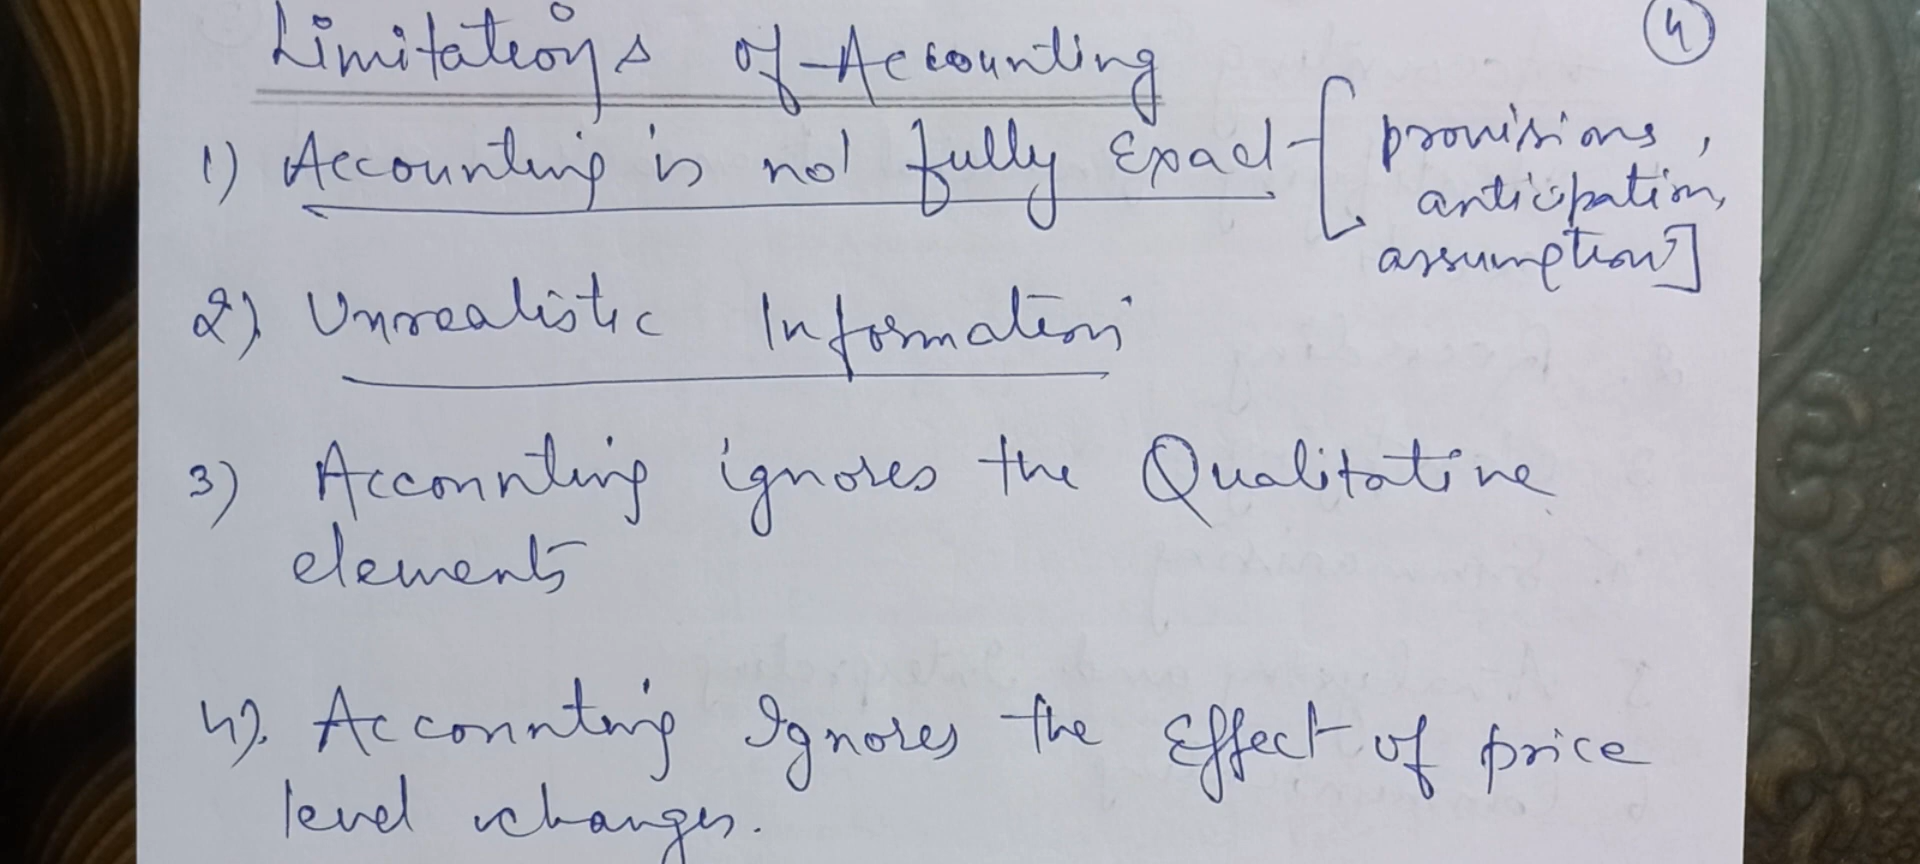 Limitations of Accounting
4
1) Accounting is not fully Exact - [ provisions,
anticipation,
assumption]
2). Unrealistic Information
3) Accounting ignores the Qualitative
elements
4). Accounting Ignores the Effect of price
level changes.